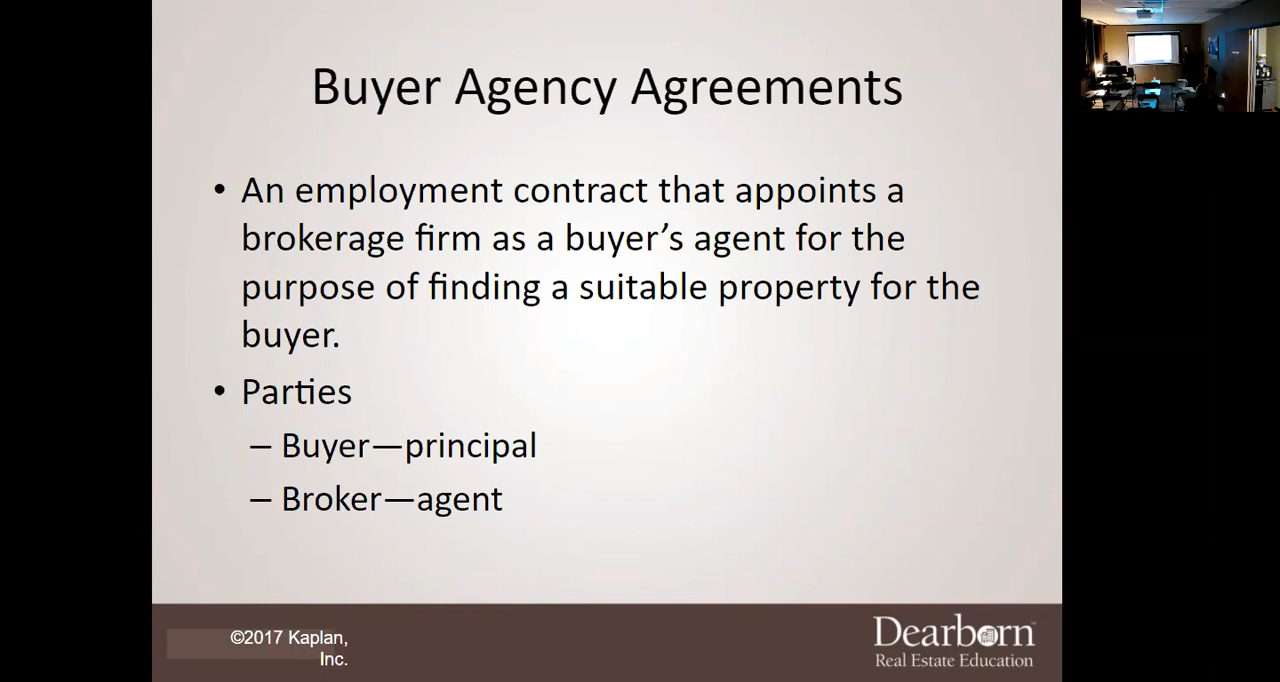 Buyer Agency Agreements
• An employment contract that appoints a
brokerage firm as a buyer’s agent for the
purpose of finding a suitable property for the
buyer.
• Parties
– Buyer—principal
– Broker—agent
©2017 Kaplan,
Inc.
Dearborn™
Real Estate Education